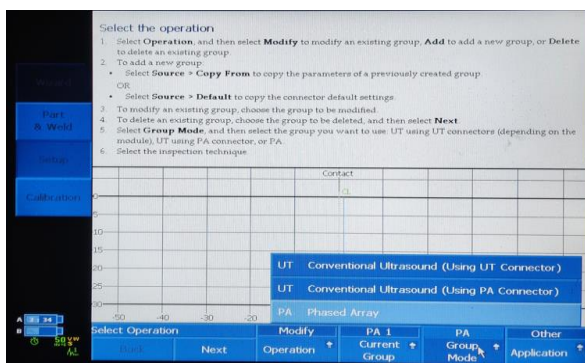 Select the operation
1. Select Operation, and then select Modify to modify an existing group, Add to add a new group, or Delete
to delete an existing group.
2. To add a new group:
• Select Source > Copy From to copy the parameters of a previously created group.
OR
• Select Source > Default to copy the connector default settings.
3. To modify an existing group, choose the group to be modified.
4. To delete an existing group, choose the group to be deleted, and then select Next.
5. Select Group Mode, and then select the group you want to use: UT using UT connectors (depending on the
module), UT using PA connector, or PA.
6. Select the inspection technique.
Wizard
Part
& Weld
Setup
Calibration
Contact
CL
0
5
10
15
20
25
30
-50
-40
-30
-20
UT Conventional Ultrasound (Using UT Connector)
UT Conventional Ultrasound (Using PA Connector)
PA Phased Array
A
34
B
Select Operation
Back
Next
Modify
Operation
PA 1
Current
Group
PA
Group
Mode
Other
Application